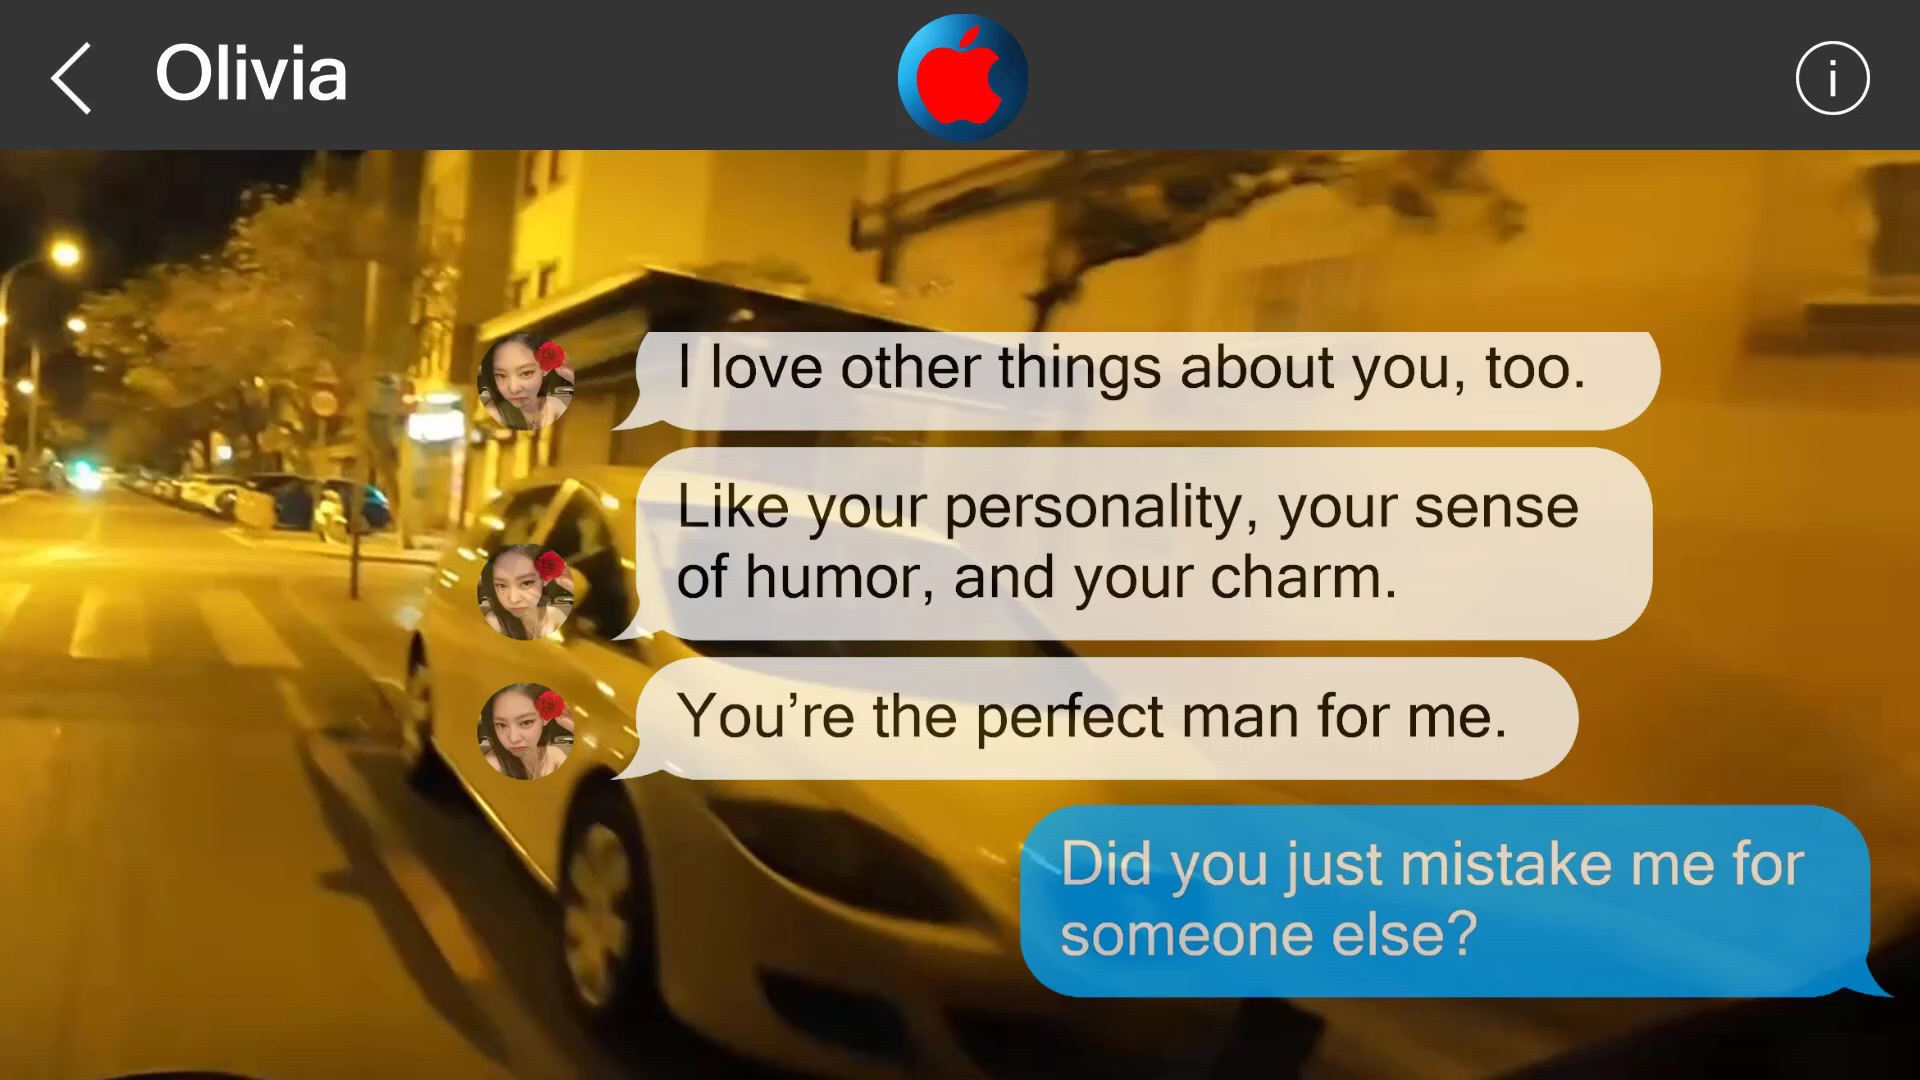 Olivia
I love other things about you, too.
Like your personality, your sense
of humor, and your charm.
You’re the perfect man for me.
Did you just mistake me for
someone else?